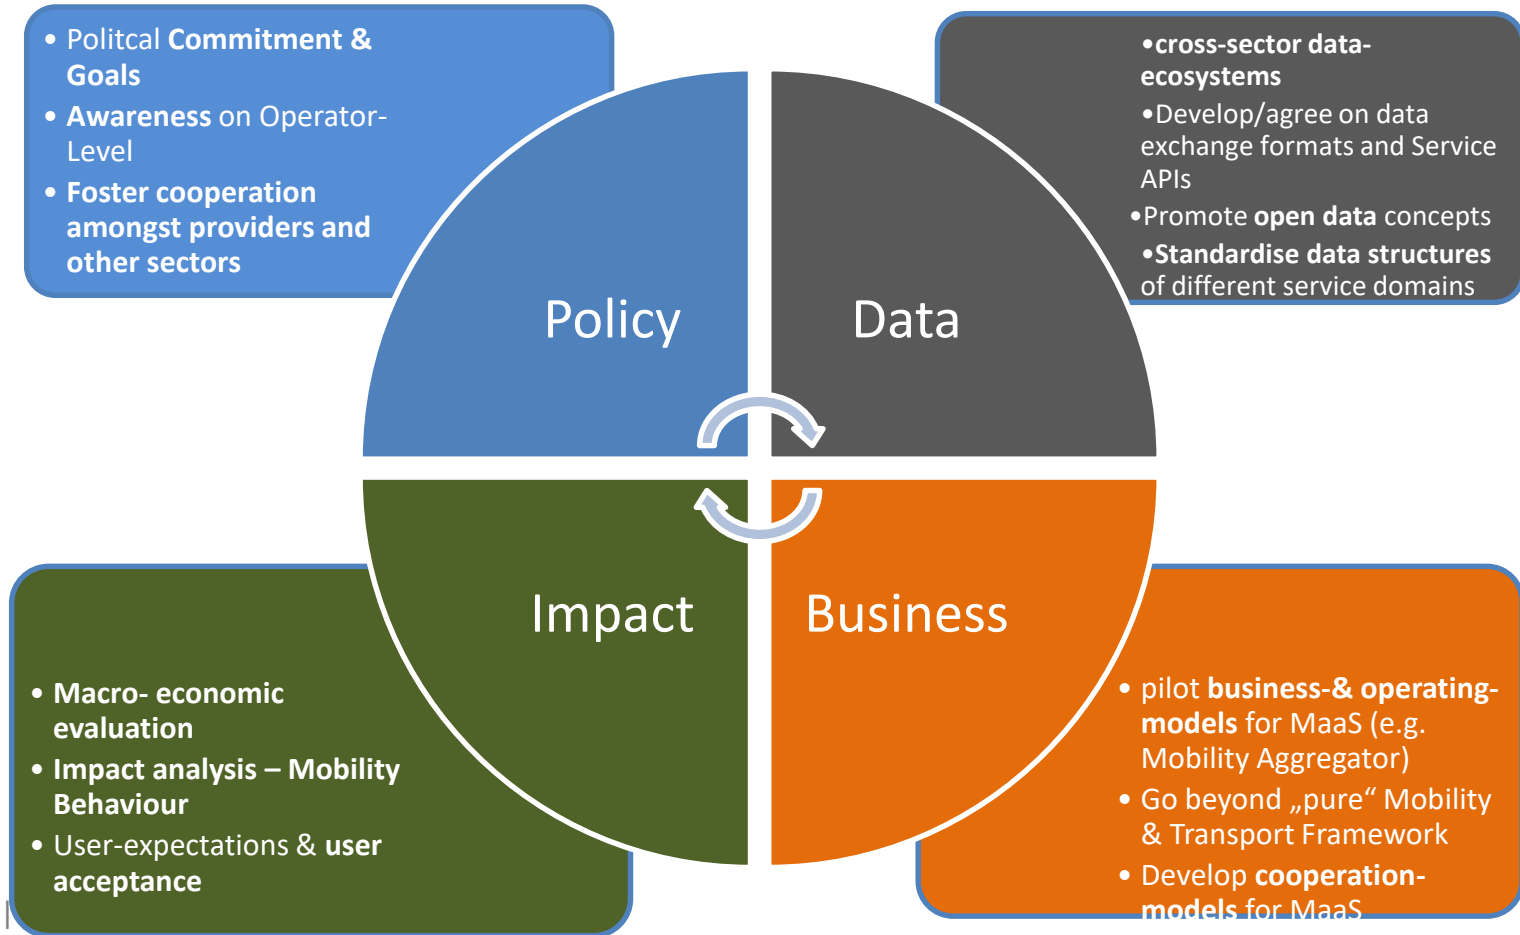 • Politcal Commitment &
Goals
• Awareness on Operator-
Level
• Foster cooperation
amongst providers and
other sectors
•cross-sector data-
ecosystems
•Develop/agree on data
exchange formats and Service
APIs
•Promote open data concepts
•Standardise data structures
of different service domains
Policy
Data
Impact
Business
• Macro- economic
evaluation
• Impact analysis – Mobility
Behaviour
• User-expectations & user
acceptance
• pilot business-& operating-
models for MaaS (e.g.
Mobility Aggregator)
• Go beyond „pure“ Mobility
& Transport Framework
• Develop cooperation-
models for MaaS